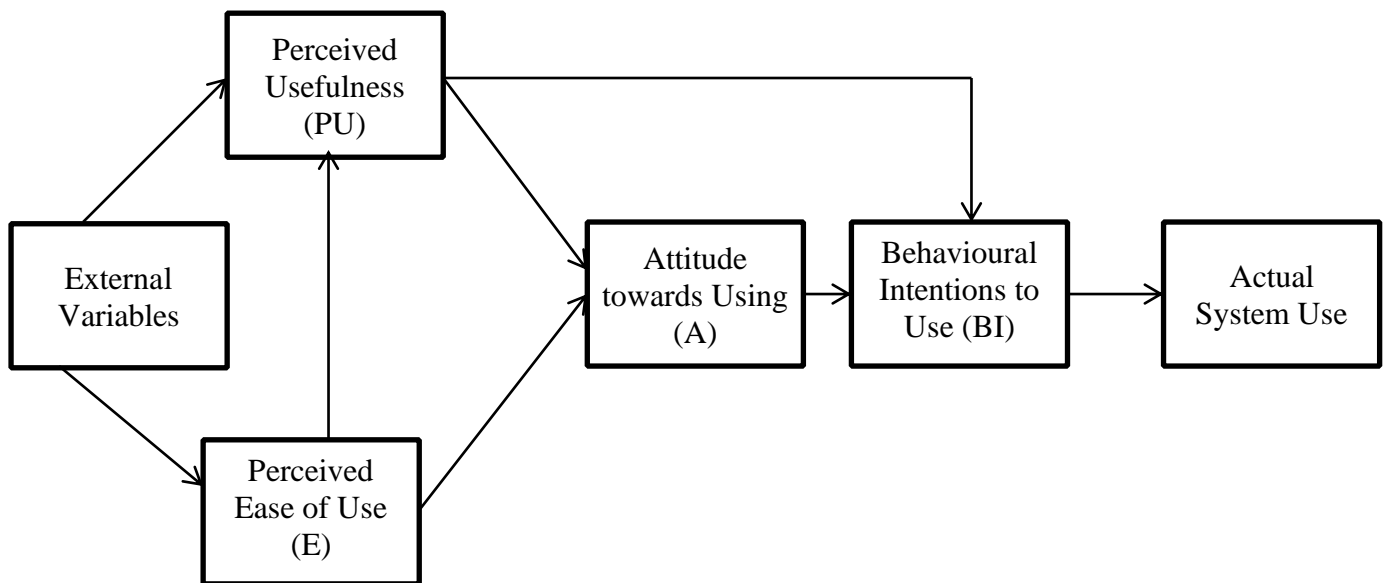 Perceived
Usefulness
(PU)
External
Variables
Perceived
Ease of Use
(E)
Attitude
towards Using
(A)
Behavioural
Intentions to
Use (BI)
Actual
System Use